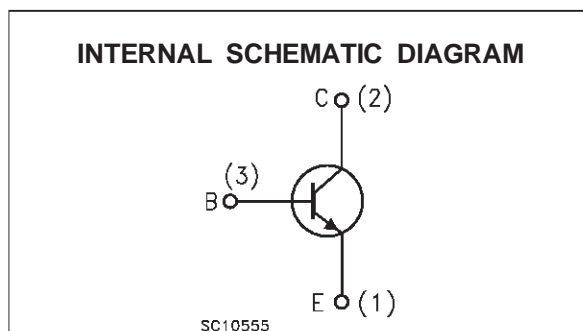 INTERNAL SCHEMATIC DIAGRAM
C (2)
(3)
B
E (1)
SC10555